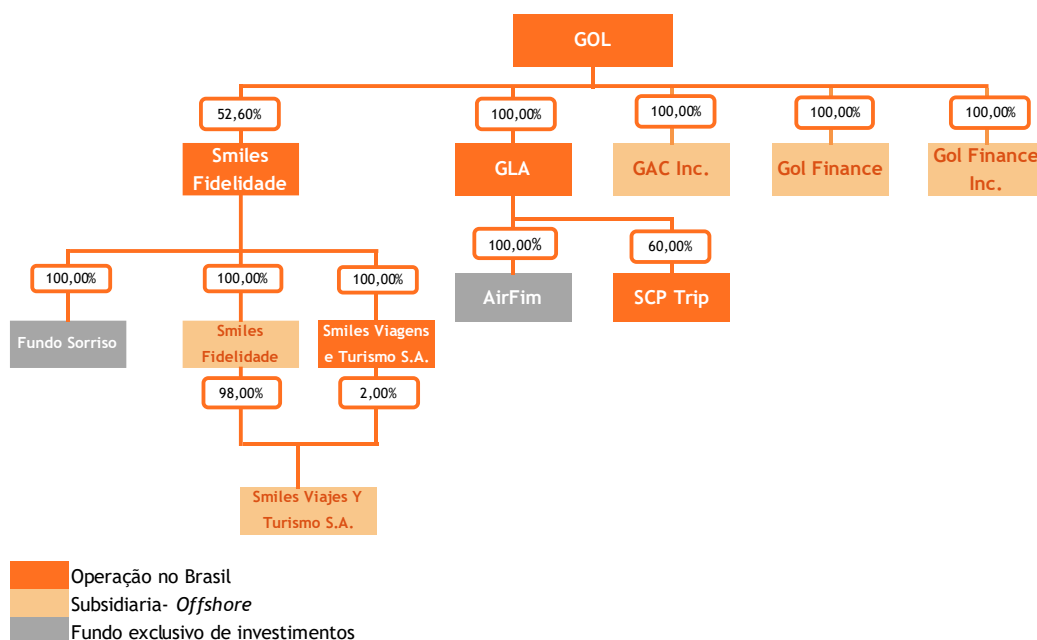 GOL
52,60%
100,00%
100,00%
100,00%
100,00%
Smiles
Fidelidade
GLA
GAC Inc.
Gol Finance
Gol Finance
Inc.
100,00%
100,00%
100,00%
100,00%
60,00%
Fundo Sorriso
Smiles
Fidelidade
Smiles Viagens
e Turismo S.A.
AirFim
SCP Trip
98,00%
2,00%
Smiles Viajes Y
Turismo S.A.
Operação no Brasil
Subsidiaria- Offshore
Fundo exclusivo de investimentos